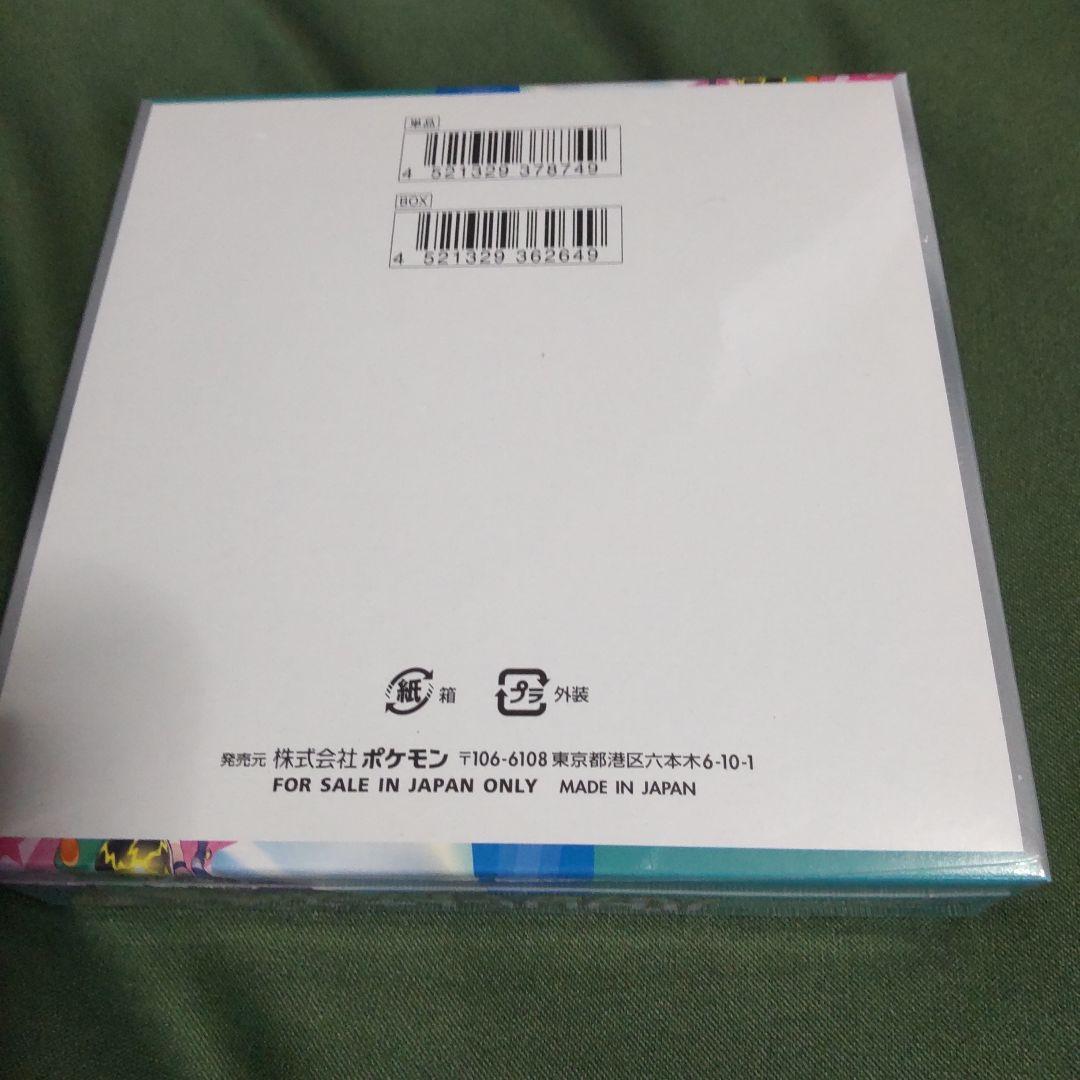 単品
4 521329 378749
BOX
4 521329 362649
紙 箱 プラ 外装
発売元 株式会社ポケモン 〒106-6108 東京都港区六本木6-10-1
FOR SALE IN JAPAN ONLY MADE IN JAPAN